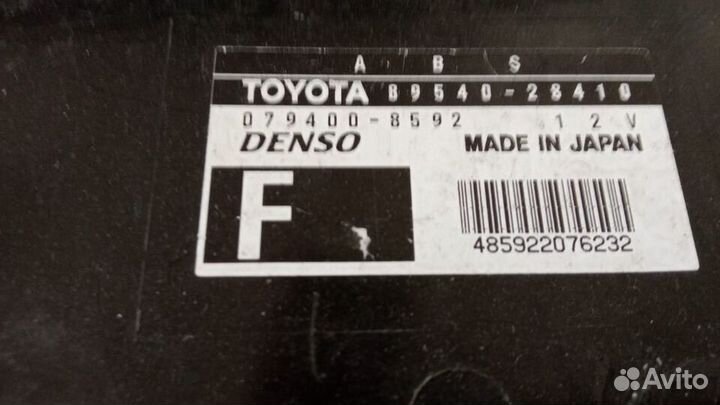 A B S
TOYOTA 89540-28410
079400-8592 12V
DENSO MADE IN JAPAN
F
485922076232
Avito